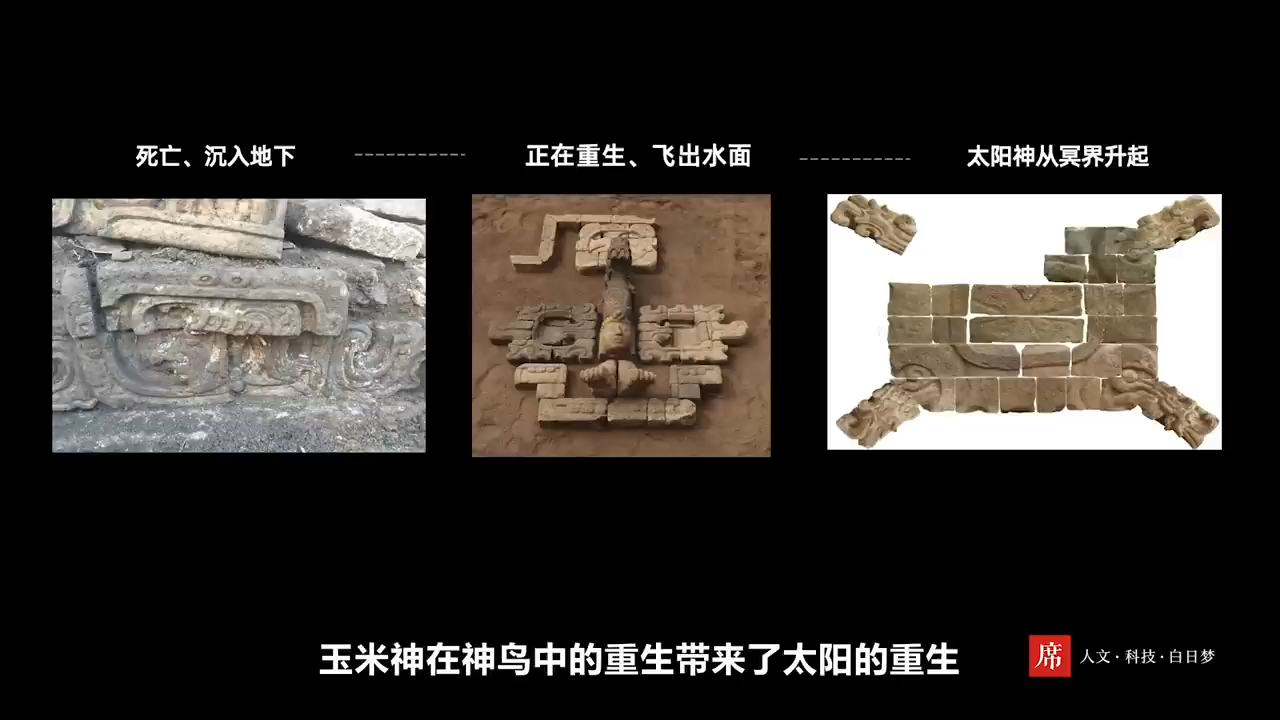 死亡、沉入地下
正在重生、飞出水面
太阳神从冥界升起
玉米神在神鸟中的重生带来了太阳的重生
席
人文·科技·白日梦